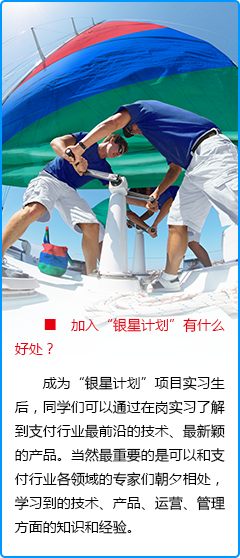 ■ 加入“银星计划”有什么
好处？
成为“银星计划”项目实习生
后，同学们可以通过在岗实习了解
到支付行业最前沿的技术、最新颖
的产品。当然最重要的是可以和支
付行业各领域的专家们朝夕相处，
学习到的技术、产品、运营、管理
方面的知识和经验。